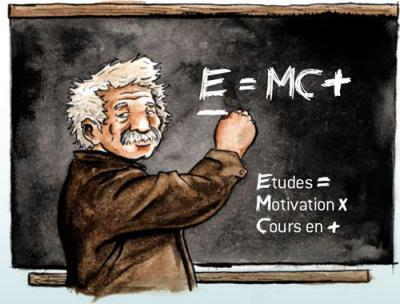 E = MC+
Etudes =
Motivation x
Cours en +